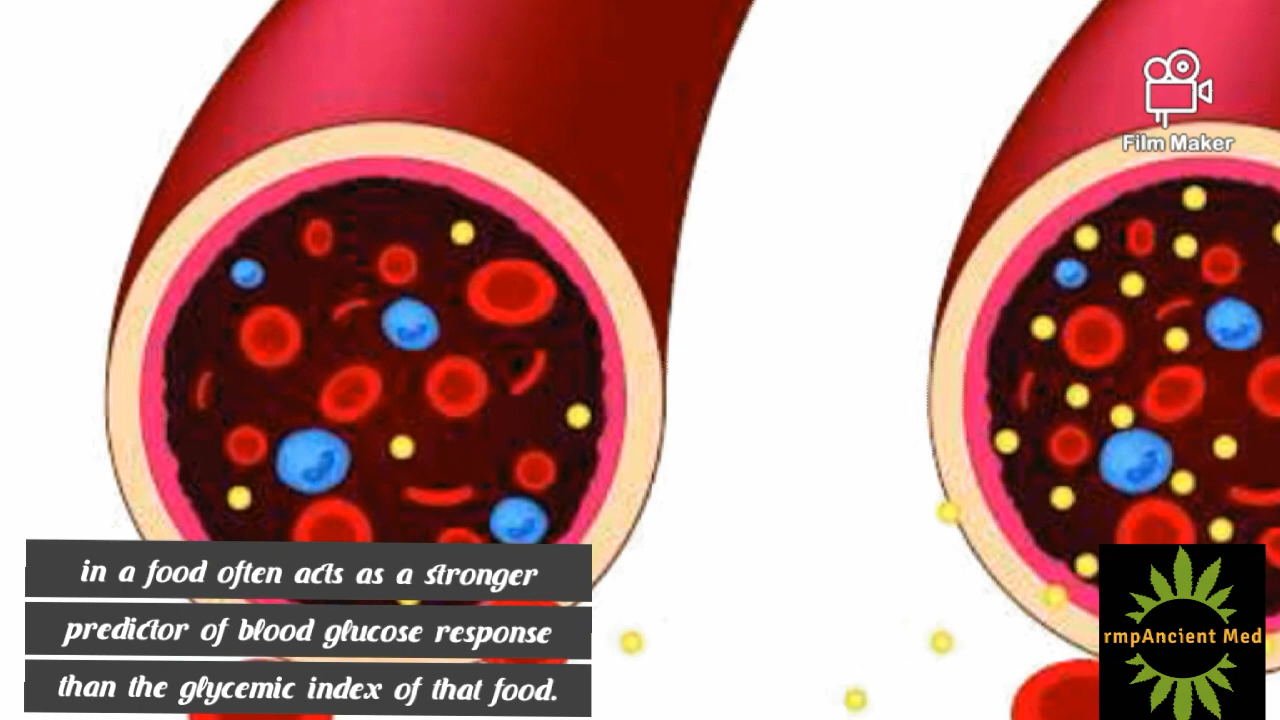 Film Maker
in a food often acts as a stronger
predictor of blood glucose response
than the glycemic index of that food.
rmpAncient Med